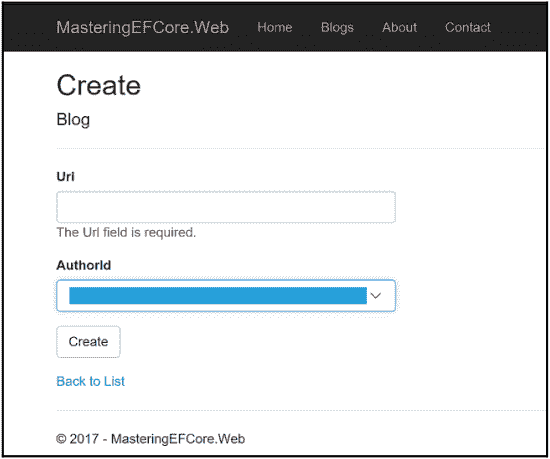 MasteringEFCore.Web Home Blogs About Contact
Create
Blog
Url
The Url field is required.
AuthorId
Create
Back to List
© 2017 - MasteringEFCore.Web